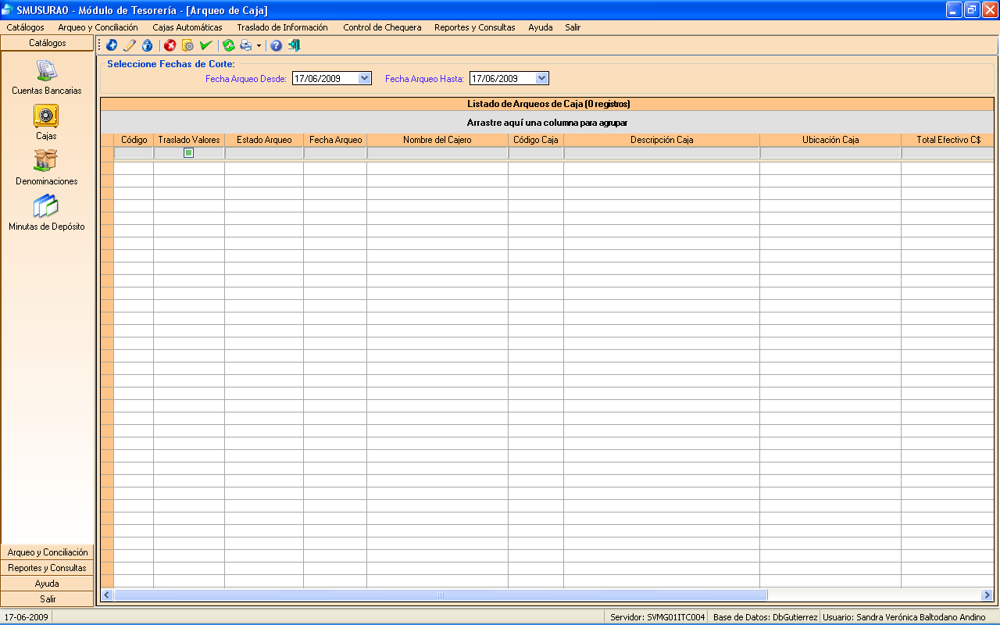 SMUSURA0 - Módulo de Tesorería - [Arqueo de Caja]
Catálogos Arqueo y Conciliación Cajas Automáticas Traslado de Información Control de Chequera Reportes y Consultas Ayuda Salir
Catálogos
Cuentas Bancarias
Cajas
Denominaciones
Minutas de Depósito
Arqueo y Conciliación
Reportes y Consultas
Ayuda
Salir
Seleccione Fechas de Corte:
Fecha Arqueo Desde: 17/06/2009 Fecha Arqueo Hasta: 17/06/2009
Listado de Arqueos de Caja (0 registros)
Arrastre aquí una columna para agrupar
Código Traslado Valores Estado Arqueo Fecha Arqueo Nombre del Cajero Código Caja Descripción Caja Ubicación Caja Total Efectivo C$
17-06-2009 Servidor: SVMG01ITC004 Base de Datos: DbGutierrez Usuario: Sandra Verónica Baltodano Andino